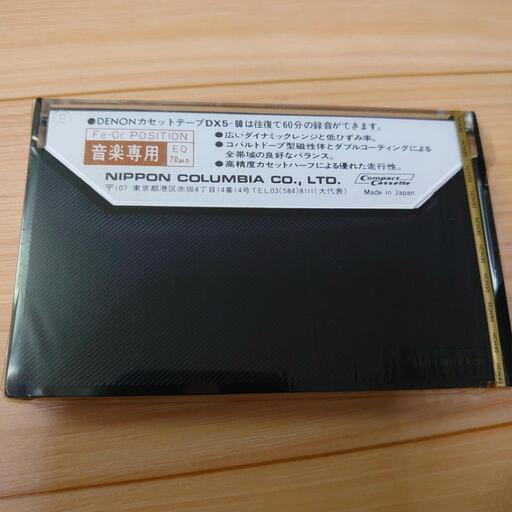 ●DENONカセットテープDX5-60は往復で60分の録音ができます。
Fe-Cr POSITION
音楽専用
EQ
70μs
●広いダイナミックレンジと低ひずみ率。
●コバルトドープ型磁性体とダブルコーティングによる
全帯域の良好なバランス。
●高精度カセットハーフによる優れた走行性。
NIPPON COLUMBIA CO., LTD.
Compact Cassette
〒107 東京都港区赤坂4丁目14番14号 TEL03(584)8111(大代表)
Made in Japan
DENON